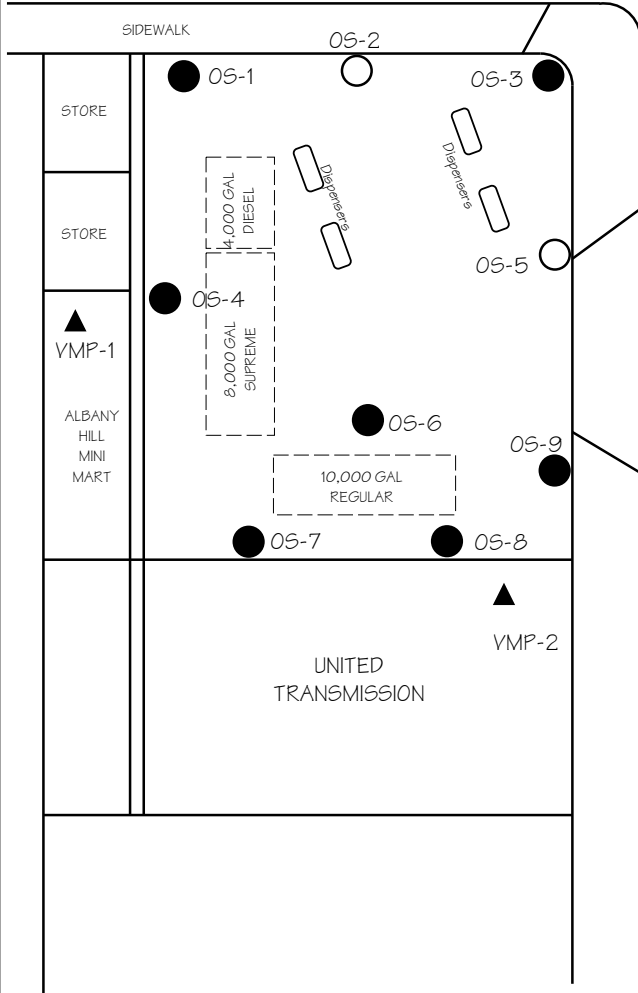 SIDEWALK
OS-2
OS-1
OS-3
STORE
Dispensers
Dispensers
4,000 GAL
DIESEL
STORE
OS-5
OS-4
VMP-1
8,000 GAL
SUPREME
ALBANY
HILL
MINI
MART
OS-6
OS-9
10,000 GAL
REGULAR
OS-7
OS-8
VMP-2
UNITED
TRANSMISSION